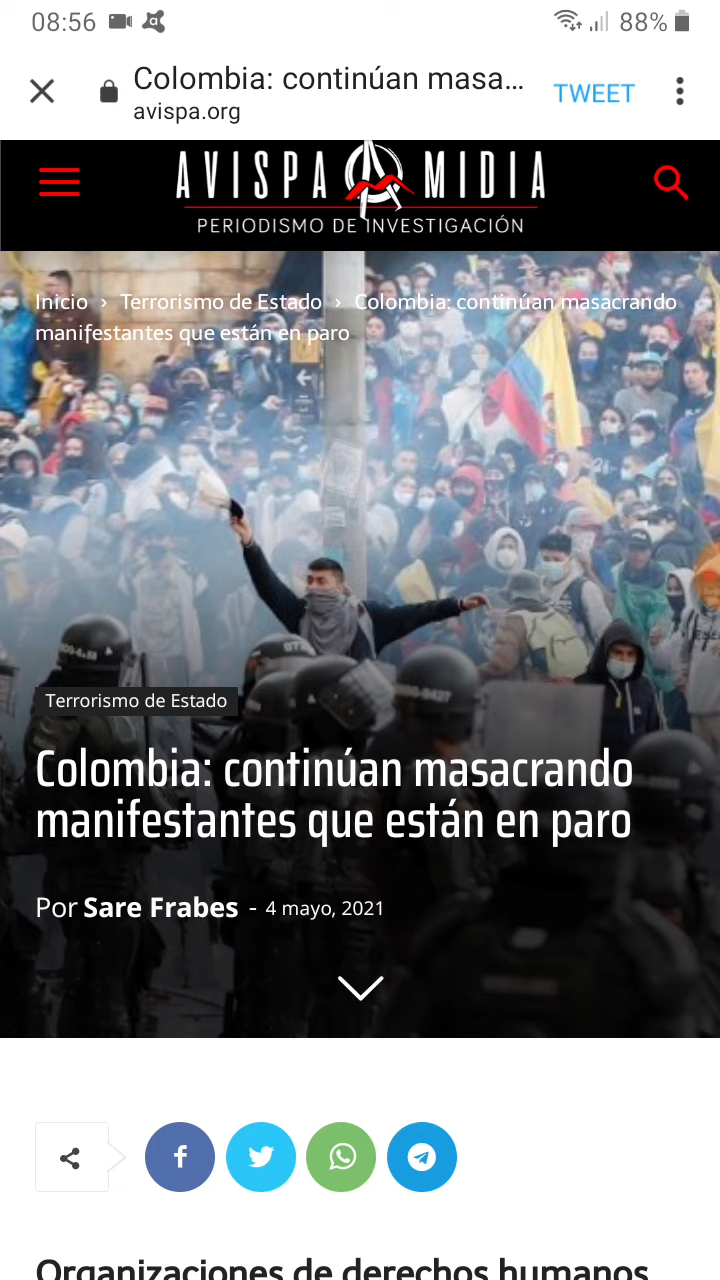 08:56
88%
Colombia: continúan masa...
avispa.org
TWEET
AVISPA MIDIA
PERIODISMO DE INVESTIGACIÓN
Inicio › Terrorismo de Estado › Colombia: continúan masacrando
manifestantes que están en paro
Terrorismo de Estado
Colombia: continúan masacrando
manifestantes que están en paro
Por Sare Frabes - 4 mayo, 2021
Organizaciones de derechos humanos